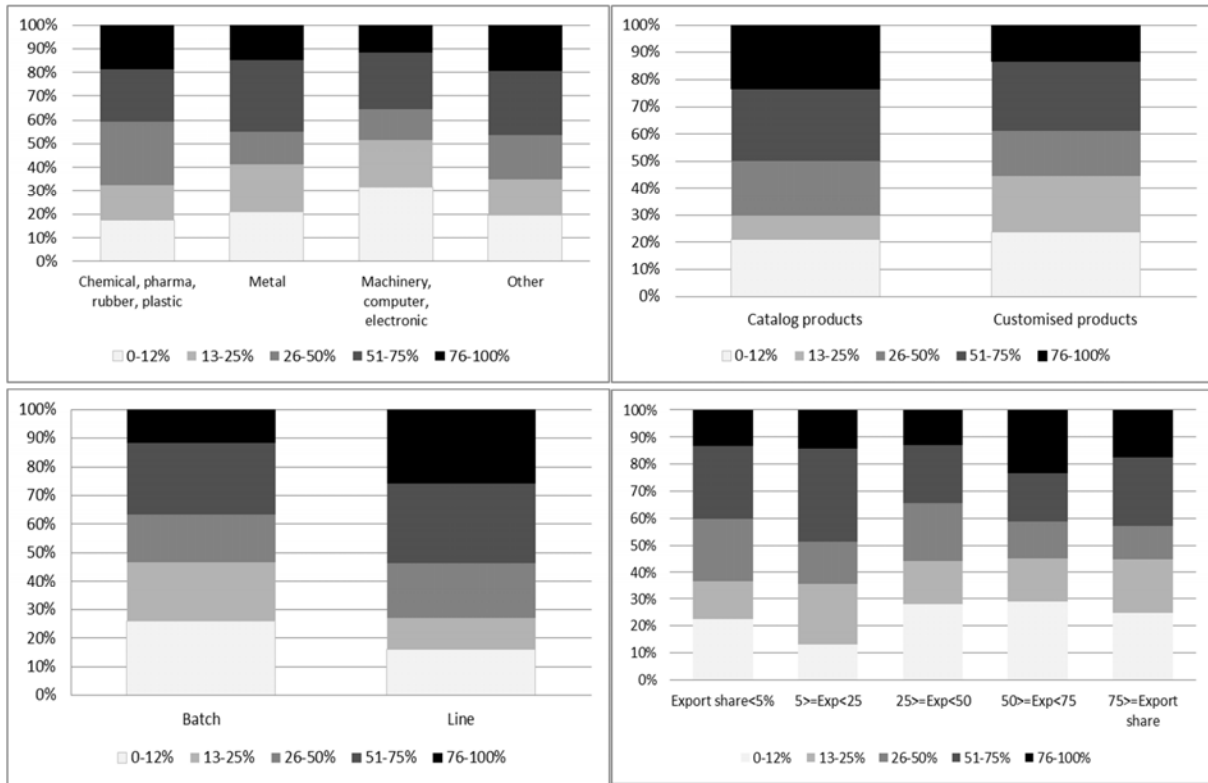 100%
90%
80%
70%
60%
50%
40%
30%
20%
10%
0%
Chemical, pharma,
rubber, plastic
Metal
Machinery,
computer,
electronic
Other
0-12% 13-25% 26-50% 51-75% 76-100%
100%
90%
80%
70%
60%
50%
40%
30%
20%
10%
0%
Catalog products Customised products
0-12% 13-25% 26-50% 51-75% 76-100%
100%
90%
80%
70%
60%
50%
40%
30%
20%
10%
0%
Batch Line
0-12% 13-25% 26-50% 51-75% 76-100%
100%
90%
80%
70%
60%
50%
40%
30%
20%
10%
0%
Export share<5% 5>=Exp<25 25>=Exp<50 50>=Exp<75 75>=Export
share
0-12% 13-25% 26-50% 51-75% 76-100%